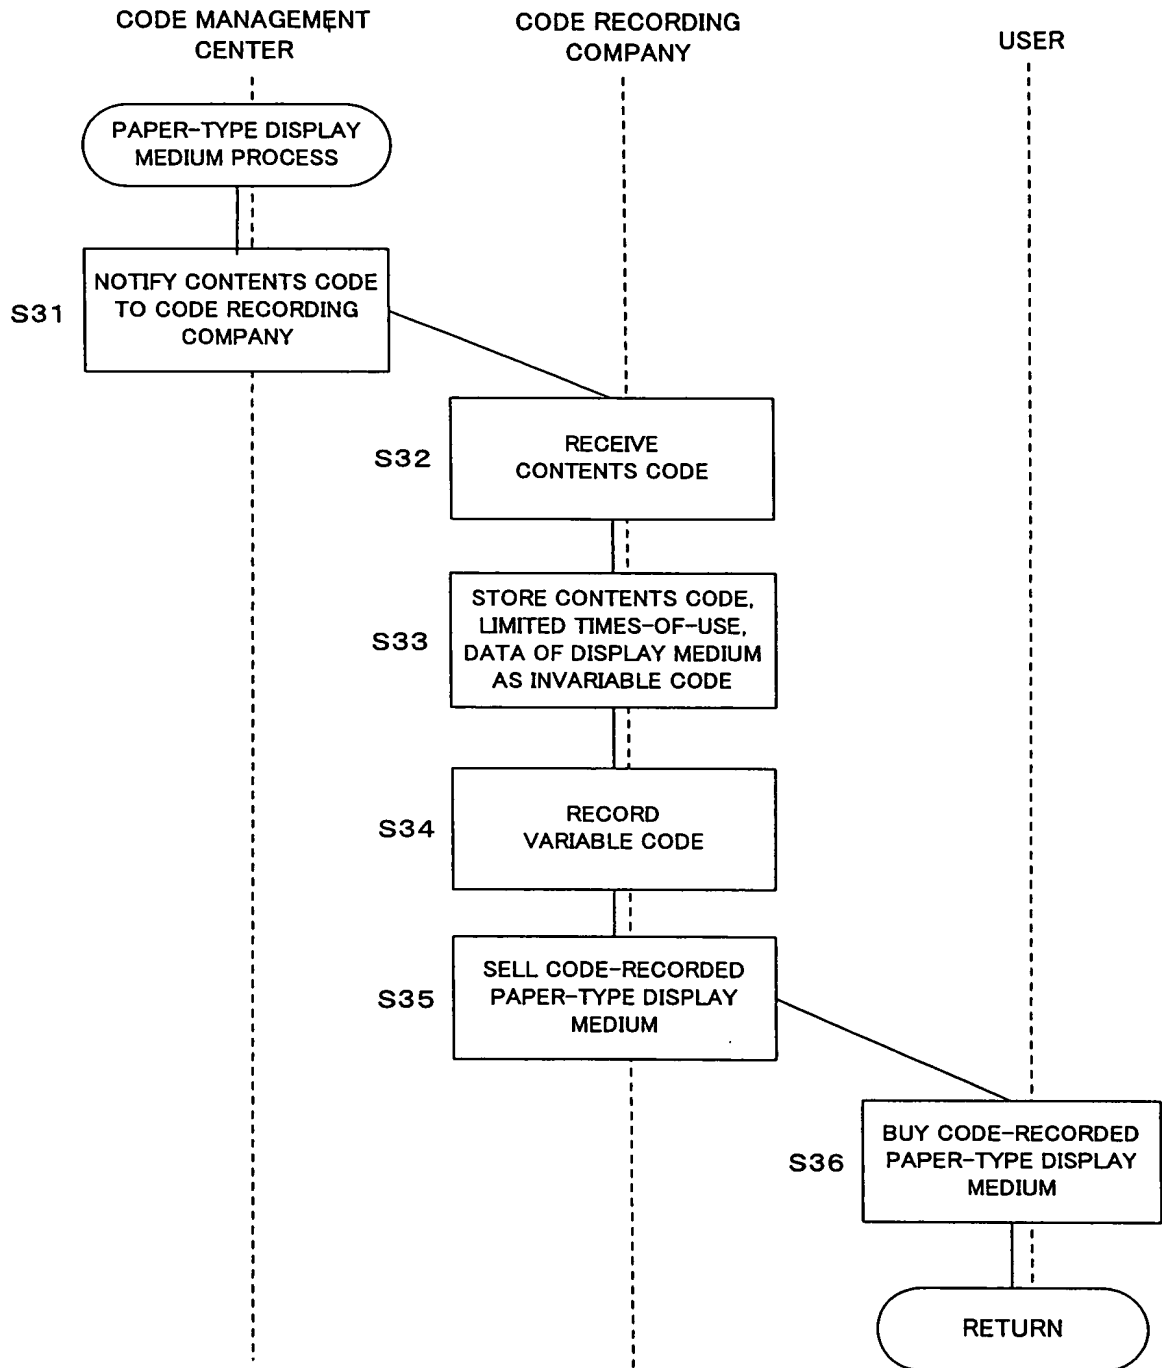 CODE MANAGEMENT
CENTER
CODE RECORDING
COMPANY
USER
PAPER-TYPE DISPLAY
MEDIUM PROCESS
S31
NOTIFY CONTENTS CODE
TO CODE RECORDING
COMPANY
S32
RECEIVE
CONTENTS CODE
S33
STORE CONTENTS CODE,
LIMITED TIMES-OF-USE,
DATA OF DISPLAY MEDIUM
AS INVARIABLE CODE
S34
RECORD
VARIABLE CODE
S35
SELL CODE-RECORDED
PAPER-TYPE DISPLAY
MEDIUM
S36
BUY CODE-RECORDED
PAPER-TYPE DISPLAY
MEDIUM
RETURN